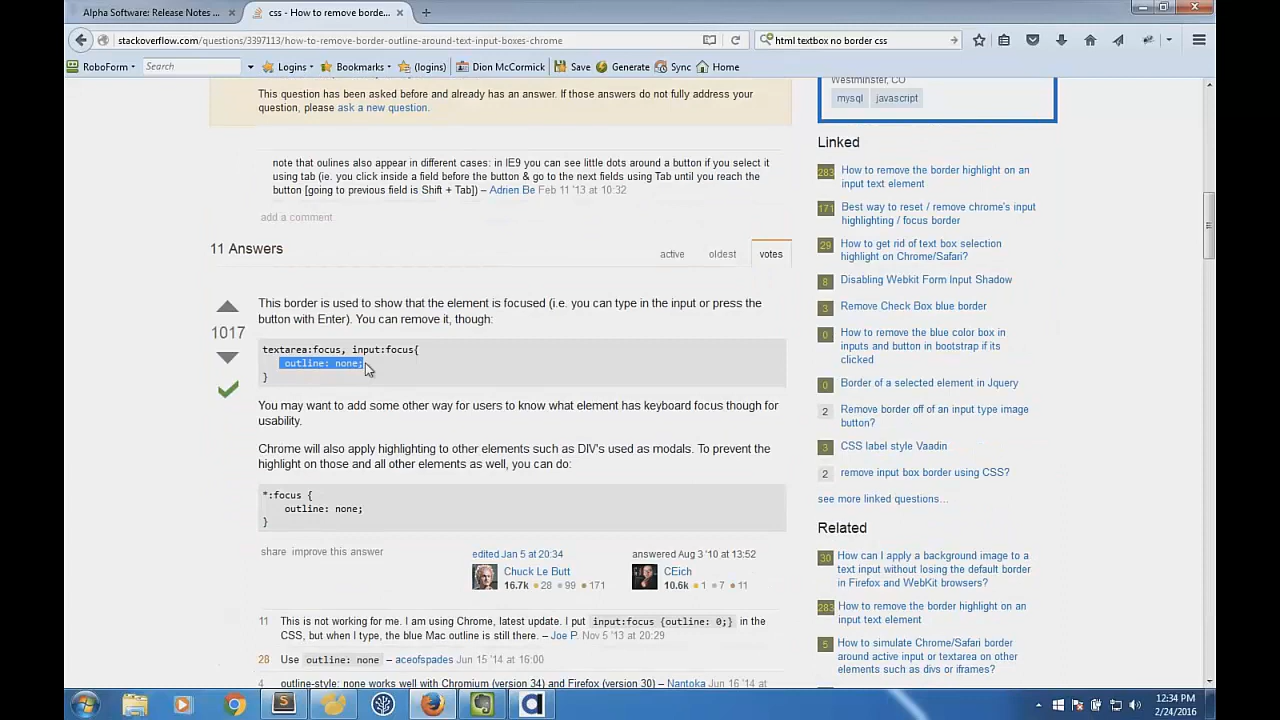 Alpha Software: Release Notes ...
css - How to remove borde...
stackoverflow.com/questions/3397113/how-to-remove-border-outline-around-text-input-boxes-chrome
html textbox no border css
RoboForm
Search
Logins
Bookmarks
(logins)
Dion McCormick
Save
Generate
Sync
Home
This question has been asked before and already has an answer. If those answers do not fully address your
question, please ask a new question.
note that oulines also appear in different cases: in IE9 you can see little dots around a button if you select it
using tab (ie. you click inside a field before the button & go to the next fields using Tab until you reach the
button [going to previous field is Shift + Tab]) – Adrien Be Feb 11 '13 at 10:32
add a comment
11 Answers
active
oldest
votes
1017
This border is used to show that the element is focused (i.e. you can type in the input or press the
button with Enter). You can remove it, though:
textarea:focus, input:focus{
outline: none;
}
You may want to add some other way for users to know what element has keyboard focus though for
usability.
Chrome will also apply highlighting to other elements such as DIV's used as modals. To prevent the
highlight on those and all other elements as well, you can do:
*:focus {
outline: none;
}
share improve this answer
edited Jan 5 at 20:34
Chuck Le Butt
16.7k 28 99 171
answered Aug 3 '10 at 13:52
CEich
10.6k 1 7 11
11 This is not working for me. I am using Chrome, latest update. I put input:focus {outline: 0;} in the
CSS, but when I type, the blue Mac outline is still there. – Joe P. Nov 5 '13 at 20:29
28 Use outline: none – aceofspades Jun 15 '14 at 16:00
4 outline-style: none works well with Chromium (version 34) and Firefox (version 30) – Nantoka Jun 16 '14 at
Westminster, CO
mysql
javascript
Linked
283 How to remove the border highlight on an
input text element
171 Best way to reset / remove chrome's input
highlighting / focus border
29 How to get rid of text box selection
highlight on Chrome/Safari?
8 Disabling Webkit Form Input Shadow
3 Remove Check Box blue border
0 How to remove the blue color box in
inputs and button in bootstrap if its
clicked
0 Border of a selected element in Jquery
2 Remove border off of an input type image
button?
3 CSS label style Vaadin
2 remove input box border using CSS?
see more linked questions...
Related
30 How can I apply a background image to a
text input without losing the default border
in Firefox and WebKit browsers?
283 How to remove the border highlight on an
input text element
5 How to simulate Chrome/Safari border
around active input or textarea on other
elements such as divs or iframes?
12:34 PM
2/24/2016